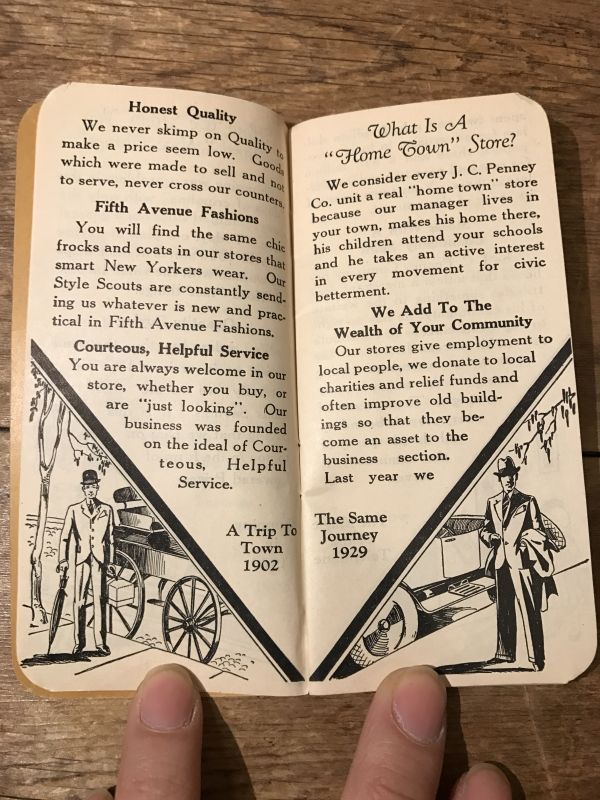 Honest Quality
We never skimp on Quality to
make a price seem low. Goods
which were made to sell and not
to serve, never cross our counters.
Fifth Avenue Fashions
You will find the same chic
frocks and coats in our stores that
smart New Yorkers wear. Our
Style Scouts are constantly send-
ing us whatever is new and prac-
tical in Fifth Avenue Fashions.
Courteous, Helpful Service
You are always welcome in our
store, whether you buy, or
are "just looking". Our
business was founded
on the ideal of Cour-
teous, Helpful
Service.
A Trip To
Town
1902
What Is A
"Home Town" Store?
We consider every J. C. Penney
Co. unit a real "home town" store
because our manager lives in
your town, makes his home there,
his children attend your schools
and he takes an active interest
in every movement for civic
betterment.
We Add To The
Wealth of Your Community
Our stores give employment to
local people, we donate to local
charities and relief funds and
often improve old build-
ings so that they be-
come an asset to the
business section.
Last year we
The Same
Journey
1929